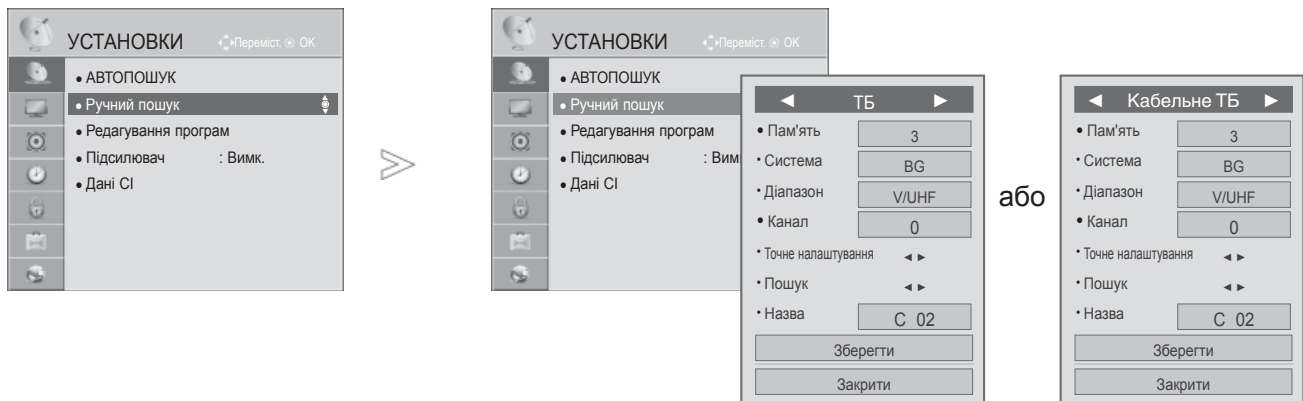 УСТАНОВКИ Переміст. OK
• АВТОПОШУК
• Ручний пошук
• Редагування програм
• Підсилювач : Вимк.
• Дані CI
УСТАНОВКИ Переміст. OK
• АВТОПОШУК
• Ручний пошук
• Редагування програм
• Підсилювач : Вим
• Дані CI
◄ ТБ ►
• Пам'ять 3
• Система BG
• Діапазон V/UHF
• Канал 0
• Точне налаштування ◄ ►
• Пошук ◄ ►
• Назва C 02
Зберегти
Закрити
або
◄ Кабельне ТБ ►
• Пам'ять 3
• Система BG
• Діапазон V/UHF
• Канал 0
• Точне налаштування ◄ ►
• Пошук ◄ ►
• Назва C 02
Зберегти
Закрити